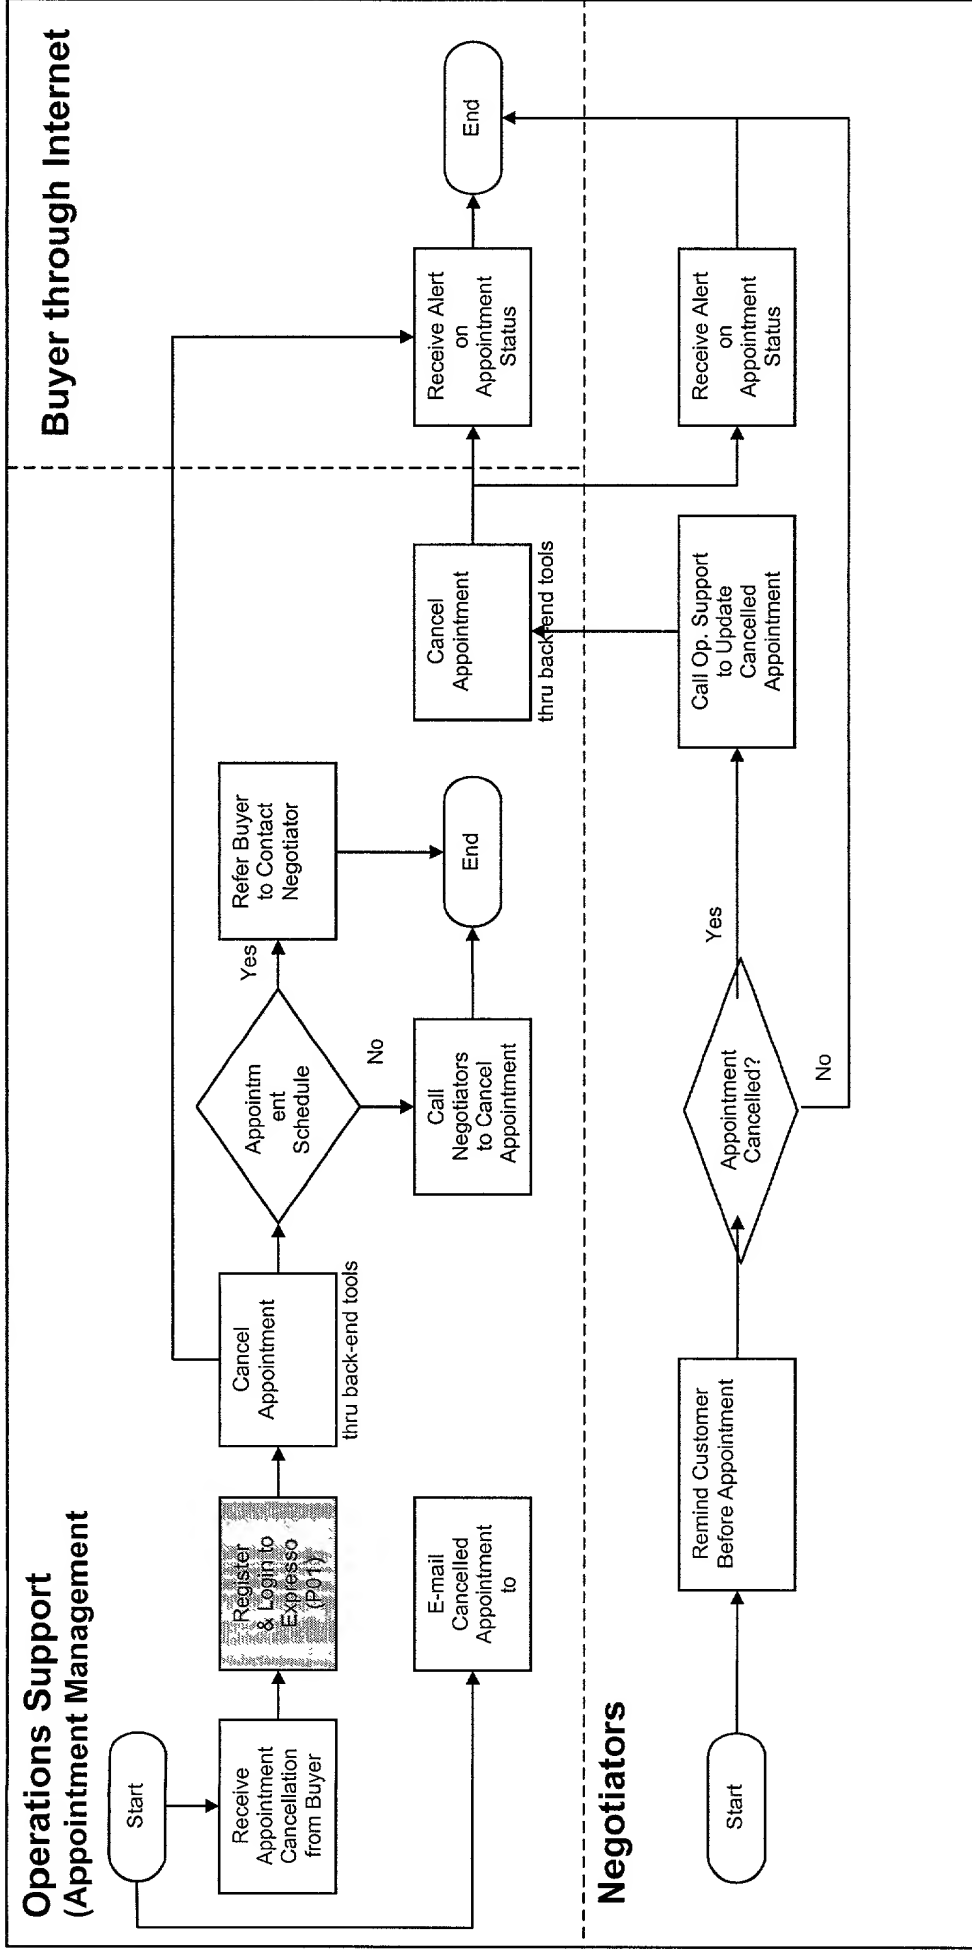 Operations Support
(Appointment Management
Buyer through Internet
Start
Receive
Appointment
Cancellation
from Buyer
Register
& Login to
Expresso
(P01)
Cancel
Appointment
thru back-end tools
Appointm
ent
Schedule
Yes
No
Refer Buyer
to Contact
Negotiator
Call
Negotiators
to Cancel
Appointment
End
E-mail
Cancelled
Appointment
to
Cancel
Appointment
thru back-end tools
Receive Alert
on
Appointment
Status
End
Negotiators
Start
Remind Customer
Before Appointment
Appointment
Cancelled?
Yes
No
Call Op. Support
to Update
Cancelled
Appointment
Receive Alert
on
Appointment
Status